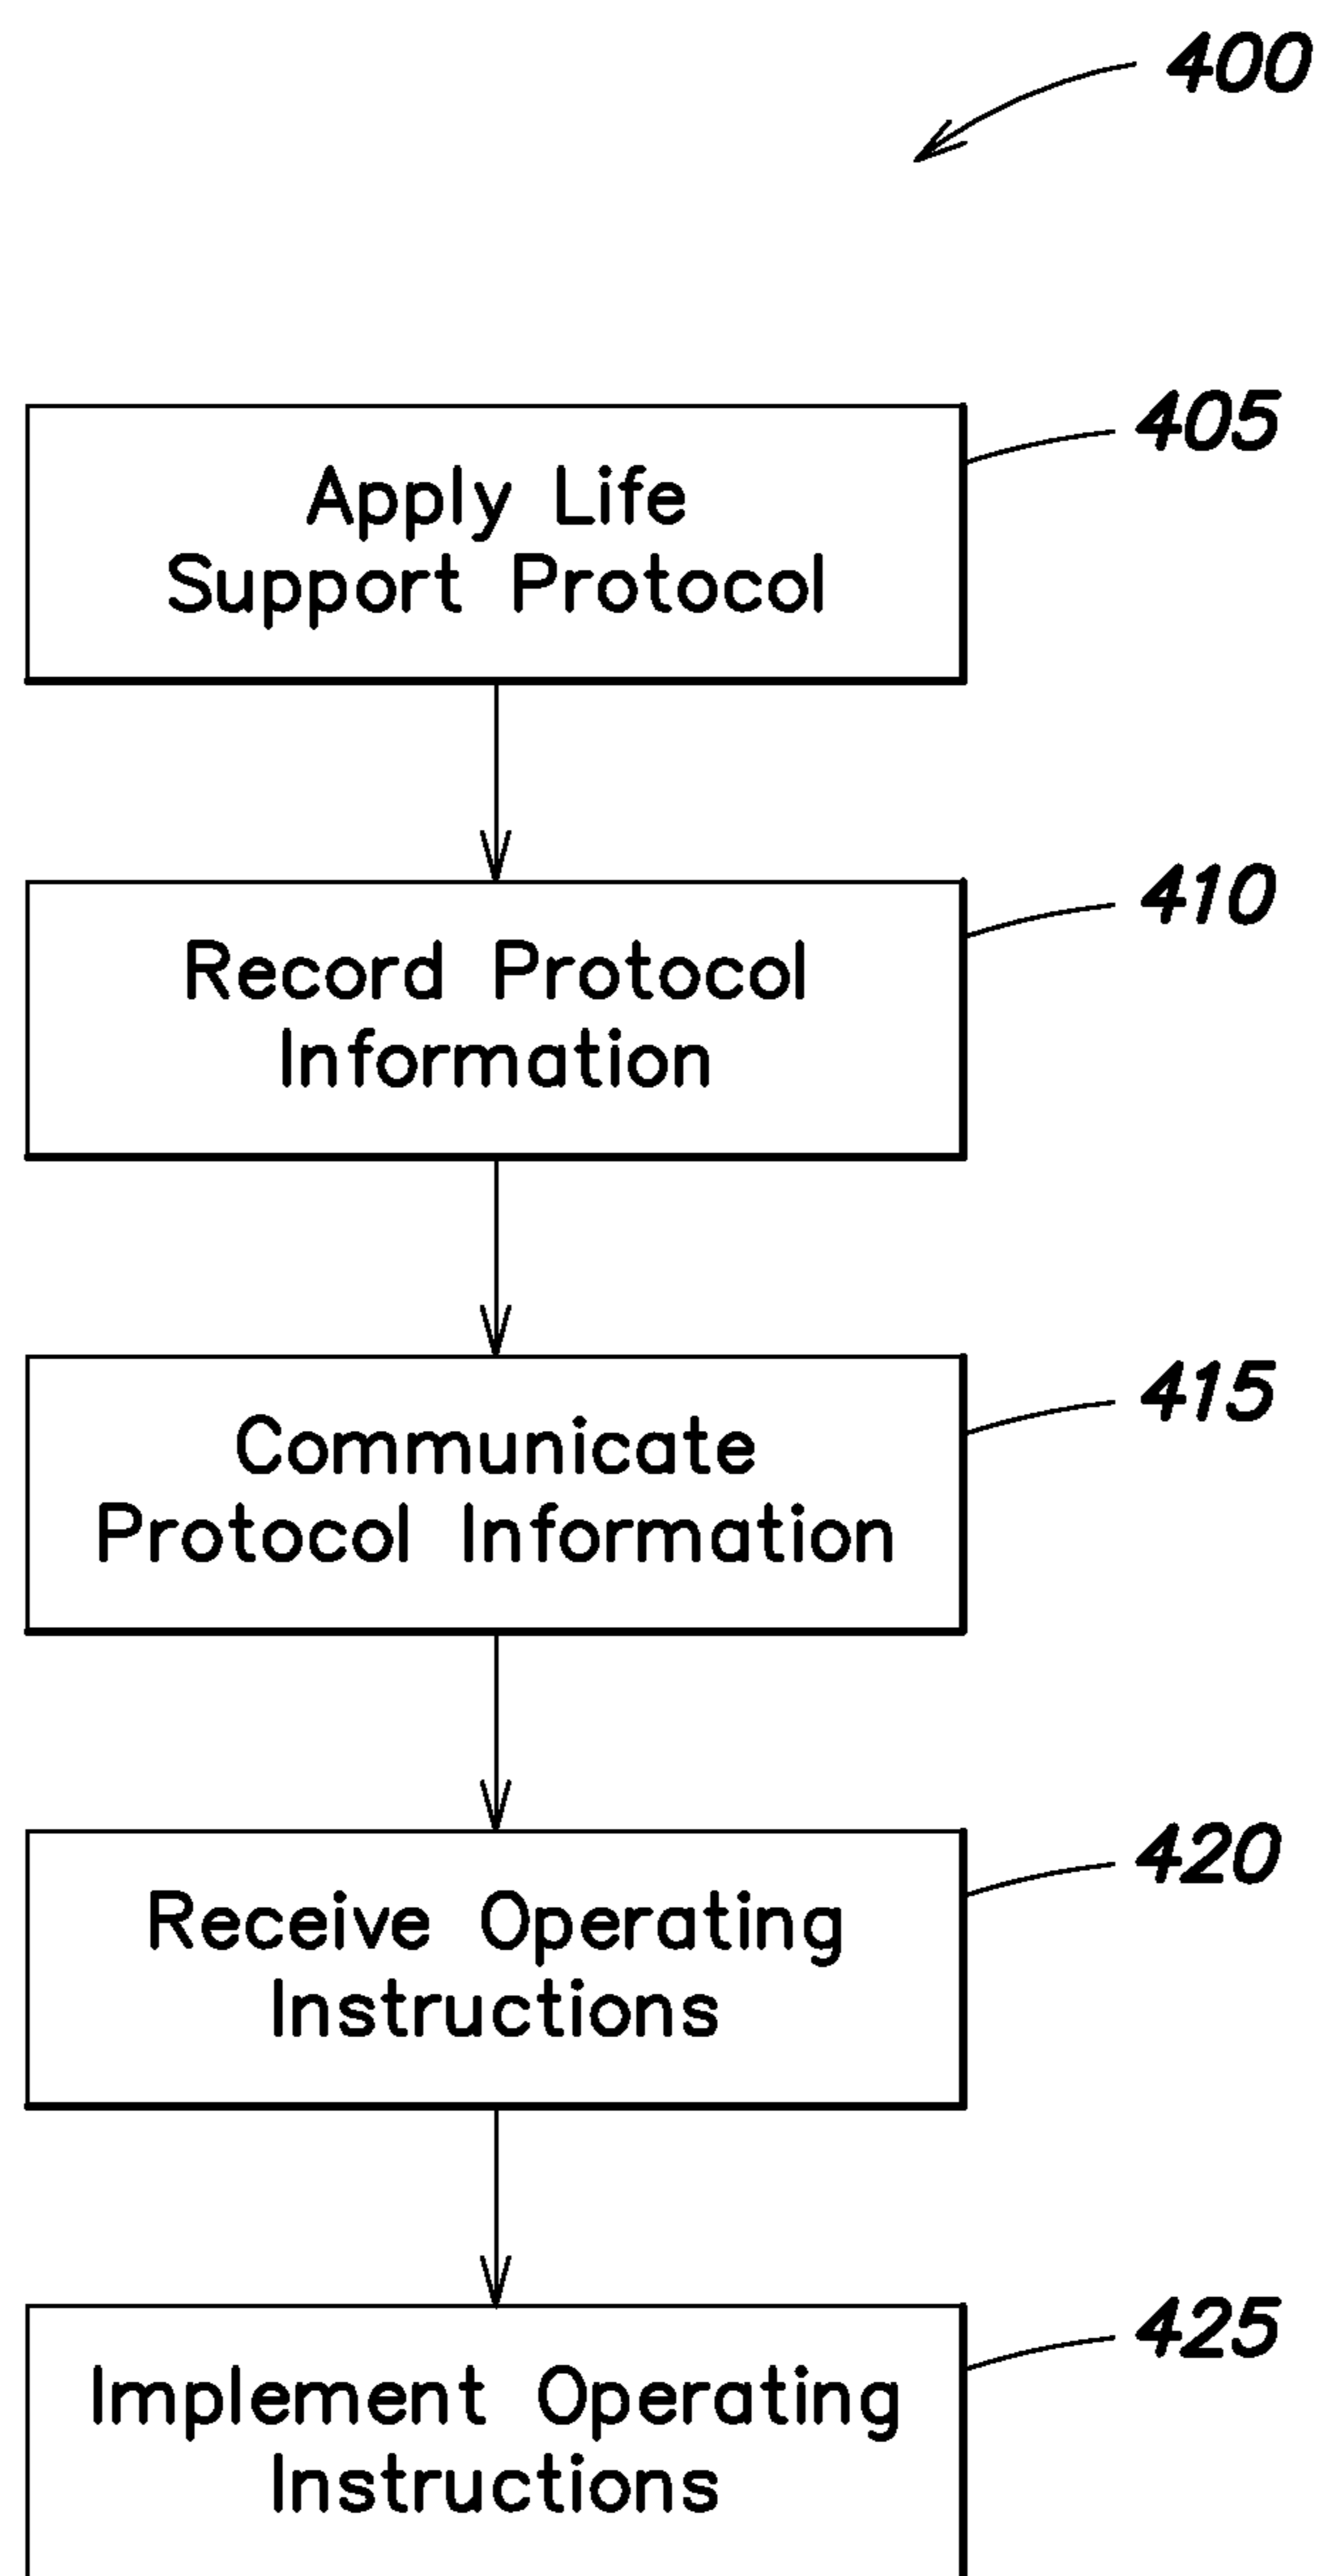 400
405
Apply Life
Support Protocol
410
Record Protocol
Information
415
Communicate
Protocol Information
420
Receive Operating
Instructions
425
Implement Operating
Instructions